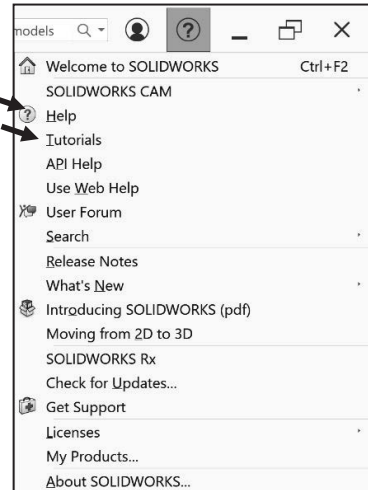 models
Welcome to SOLIDWORKS Ctrl+F2
SOLIDWORKS CAM
Help
Tutorials
API Help
Use Web Help
User Forum
Search
Release Notes
What's New
Introducing SOLIDWORKS (pdf)
Moving from 2D to 3D
SOLIDWORKS Rx
Check for Updates...
Get Support
Licenses
My Products...
About SOLIDWORKS...